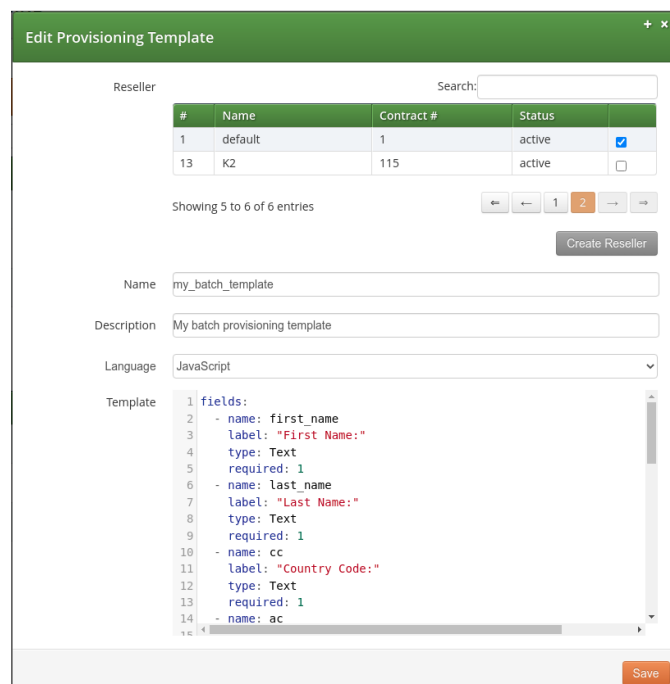 + ×
Edit Provisioning Template
Reseller
Search:
# Name Contract # Status
1 default 1 active
13 K2 115 active
Showing 5 to 6 of 6 entries
⇐ ← 1 2 → ⇒
Create Reseller
Name my_batch_template
Description My batch provisioning template
Language JavaScript
Template
1 fields:
2 - name: first_name
3 label: "First Name:"
4 type: Text
5 required: 1
6 - name: last_name
7 label: "Last Name:"
8 type: Text
9 required: 1
10 - name: cc
11 label: "Country Code:"
12 type: Text
13 required: 1
14 - name: ac
15
Save